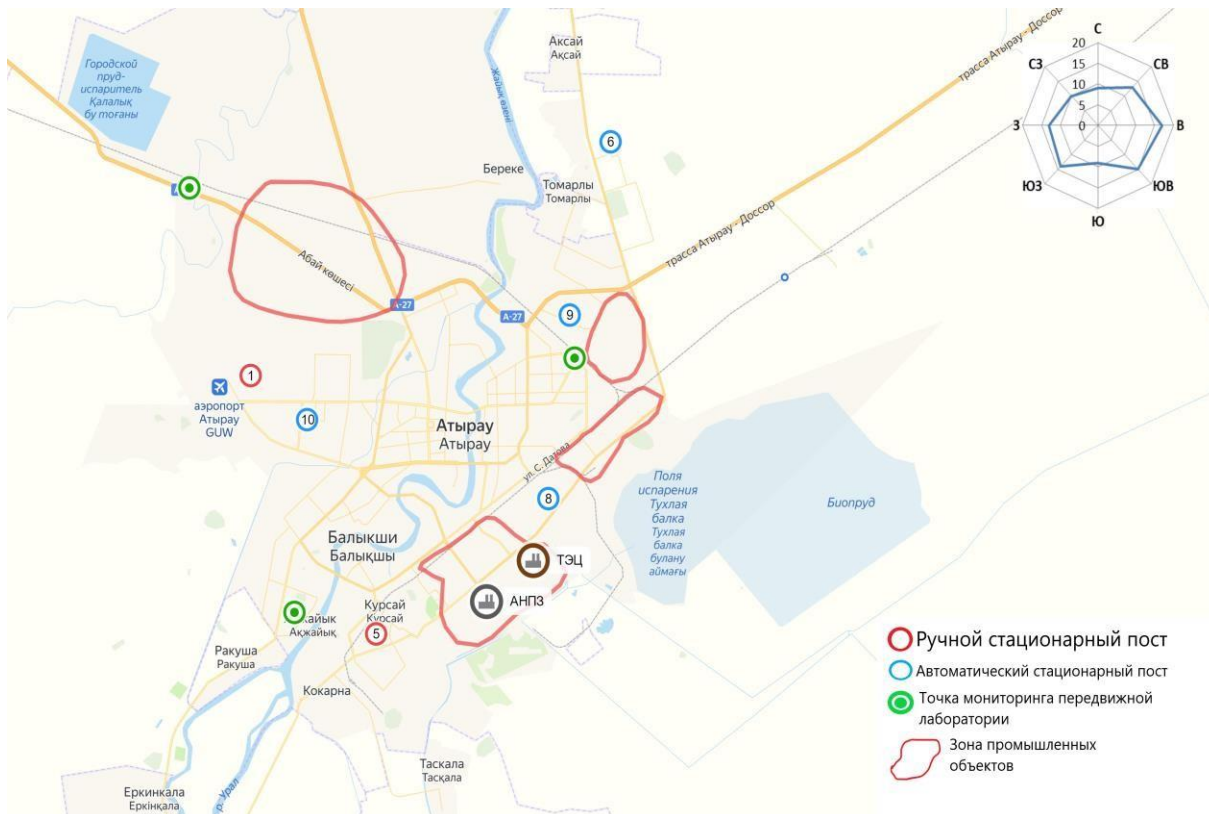 Аксай
Ақсай
трасса Атырау - Доссор
С
20
СЗ
15
СВ
10
5
З
0
В
ЮЗ
ЮВ
Ю
Городской
пруд-
испаритель
Қалалық
бу тоғаны
Жайық өзені
6
Береке
Томарлы
Томарлы
трасса Атырау - Доссор
Абай көшесі
А-27
А-27
9
1
аэропорт
Атырау
GUW
10
Атырау
Атырау
ул. С. Датова
8
Поля
испарения
Тухлая
балка
Тухлая
балка
булану
аймағы
Биопруд
Балыкши
Балықшы
ТЭЦ
АНПЗ
Курсай
Курсай
5
Ақжайық
Ракуша
Ракуша
Кокарна
Таскала
Тасқала
Еркинкала
Еркінқала
р. Урал
Ручной стационарный пост
Автоматический стационарный пост
Точка мониторинга передвижной
лаборатории
Зона промышленных
объектов